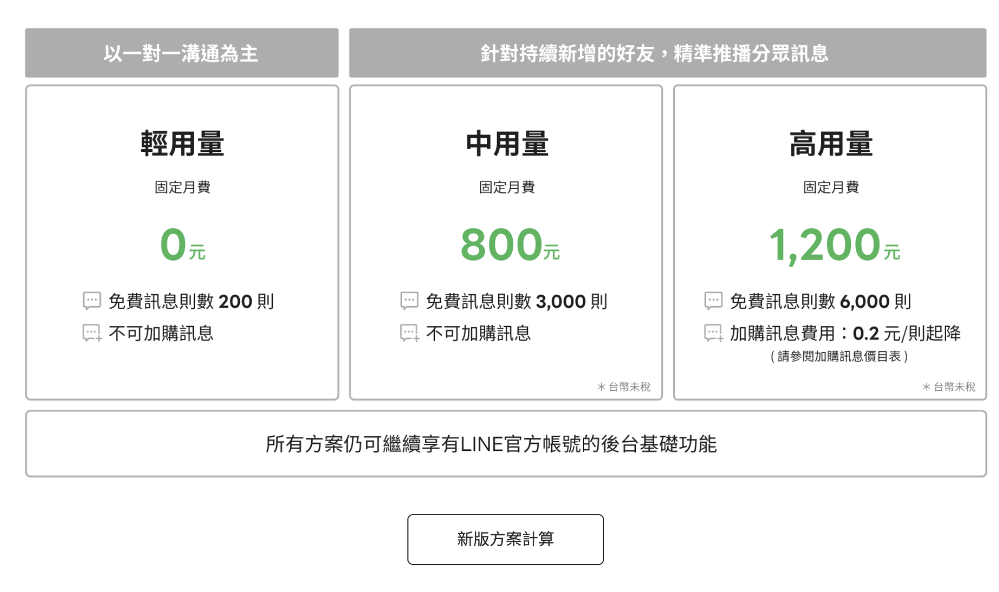 以一對一溝通為主
針對持續新增的好友，精準推播分眾訊息
輕用量
固定月費
0元
免費訊息則數 200 則
不可加購訊息
中用量
固定月費
800元
免費訊息則數 3,000 則
不可加購訊息
＊台幣未稅
高用量
固定月費
1,200元
免費訊息則數 6,000 則
加購訊息費用：0.2 元/則起降
( 請參閱加購訊息價目表 )
＊台幣未稅
所有方案仍可繼續享有LINE官方帳號的後台基礎功能
新版方案計算